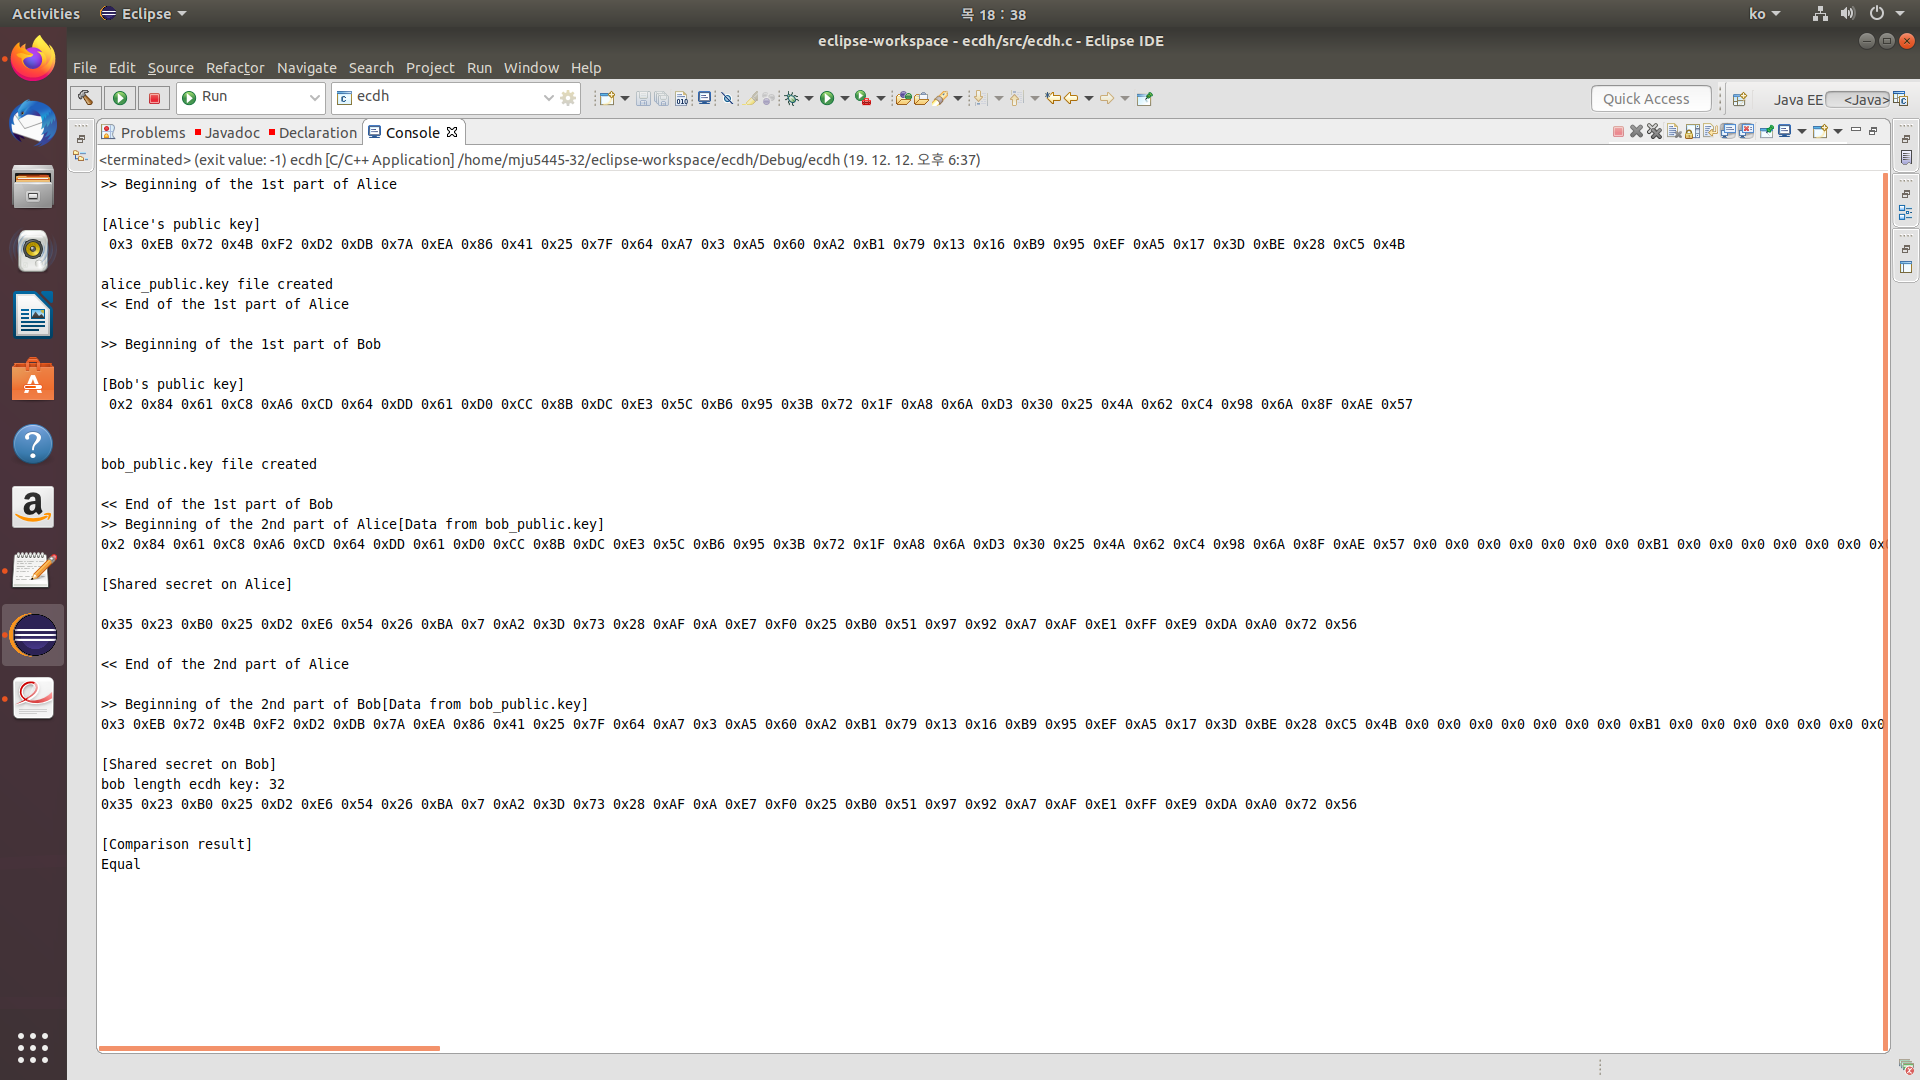 Activities Eclipse 목 18 : 38 ko
eclipse-workspace - ecdh/src/ecdh.c - Eclipse IDE
File Edit Source Refactor Navigate Search Project Run Window Help
Run ecdh Quick Access Java EE <Java>
Problems Javadoc Declaration Console
<terminated> (exit value: -1) ecdh [C/C++ Application] /home/mju5445-32/eclipse-workspace/ecdh/Debug/ecdh (19. 12. 12. 오후 6:37)
>> Beginning of the 1st part of Alice
[Alice's public key]
0x3 0xEB 0x72 0x4B 0xF2 0xD2 0xDB 0x7A 0xEA 0x86 0x41 0x25 0x7F 0x64 0xA7 0x3 0xA5 0x60 0xA2 0xB1 0x79 0x13 0x16 0xB9 0x95 0xEF 0xA5 0x17 0x3D 0xBE 0x28 0xC5 0x4B
alice_public.key file created
<< End of the 1st part of Alice
>> Beginning of the 1st part of Bob
[Bob's public key]
0x2 0x84 0x61 0xC8 0xA6 0xCD 0x64 0xDD 0x61 0xD0 0xCC 0x8B 0xDC 0xE3 0x5C 0xB6 0x95 0x3B 0x72 0x1F 0xA8 0x6A 0xD3 0x30 0x25 0x4A 0x62 0xC4 0x98 0x6A 0x8F 0xAE 0x57
bob_public.key file created
<< End of the 1st part of Bob
>> Beginning of the 2nd part of Alice[Data from bob_public.key]
0x2 0x84 0x61 0xC8 0xA6 0xCD 0x64 0xDD 0x61 0xD0 0xCC 0x8B 0xDC 0xE3 0x5C 0xB6 0x95 0x3B 0x72 0x1F 0xA8 0x6A 0xD3 0x30 0x25 0x4A 0x62 0xC4 0x98 0x6A 0x8F 0xAE 0x57 0x0 0x0 0x0 0x0 0x0 0x0 0x0 0xB1 0x0 0x0 0x0 0x0 0x0 0x0
[Shared secret on Alice]
0x35 0x23 0xB0 0x25 0xD2 0xE6 0x54 0x26 0xBA 0x7 0xA2 0x3D 0x73 0x28 0xAF 0xA 0xE7 0xF0 0x25 0xB0 0x51 0x97 0x92 0xA7 0xAF 0xE1 0xFF 0xE9 0xDA 0xA0 0x72 0x56
<< End of the 2nd part of Alice
>> Beginning of the 2nd part of Bob[Data from bob_public.key]
0x3 0xEB 0x72 0x4B 0xF2 0xD2 0xDB 0x7A 0xEA 0x86 0x41 0x25 0x7F 0x64 0xA7 0x3 0xA5 0x60 0xA2 0xB1 0x79 0x13 0x16 0xB9 0x95 0xEF 0xA5 0x17 0x3D 0xBE 0x28 0xC5 0x4B 0x0 0x0 0x0 0x0 0x0 0x0 0x0 0xB1 0x0 0x0 0x0 0x0 0x0 0x0
[Shared secret on Bob]
bob length ecdh key: 32
0x35 0x23 0xB0 0x25 0xD2 0xE6 0x54 0x26 0xBA 0x7 0xA2 0x3D 0x73 0x28 0xAF 0xA 0xE7 0xF0 0x25 0xB0 0x51 0x97 0x92 0xA7 0xAF 0xE1 0xFF 0xE9 0xDA 0xA0 0x72 0x56
[Comparison result]
Equal